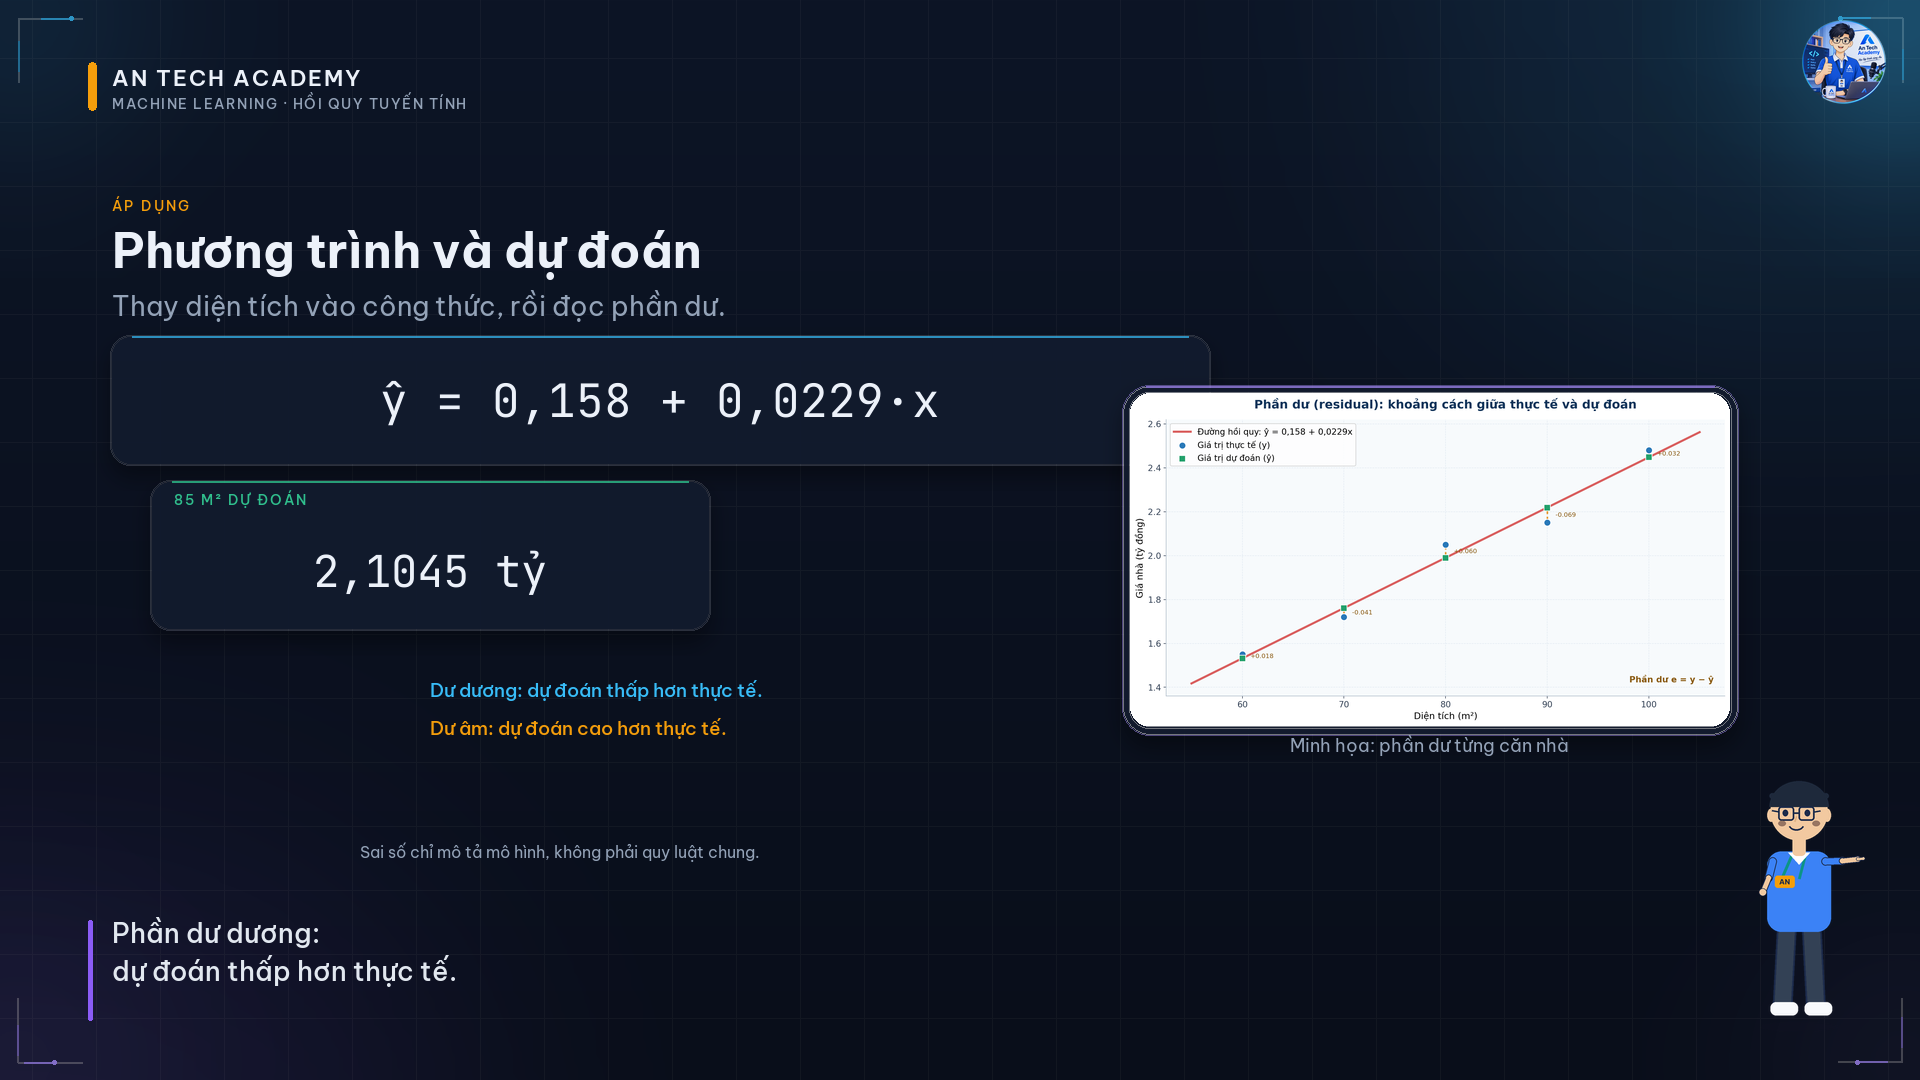 AN TECH ACADEMY
MACHINE LEARNING · HỒI QUY TUYẾN TÍNH
An Tech
Academy
ÁP DỤNG
Phương trình và dự đoán
Thay diện tích vào công thức, rồi đọc phần dư.
ŷ = 0,158 + 0,0229·x
85 M² DỰ ĐOÁN
2,1045 tỷ
Dư dương: dự đoán thấp hơn thực tế.
Dư âm: dự đoán cao hơn thực tế.
Phần dư (residual): khoảng cách giữa thực tế và dự đoán
Đường hồi quy: ŷ = 0,158 + 0,0229x
Giá trị thực tế (y)
Giá trị dự đoán (ŷ)
Giá nhà (tỷ đồng)
2.6
2.4
2.2
2.0
1.8
1.6
1.4
+0.018
-0.041
+0.060
-0.069
+0.032
Phần dư e = y − ŷ
60
70
80
90
100
Diện tích (m²)
Minh họa: phần dư từng căn nhà
Sai số chỉ mô tả mô hình, không phải quy luật chung.
AN
Phần dư dương:
dự đoán thấp hơn thực tế.